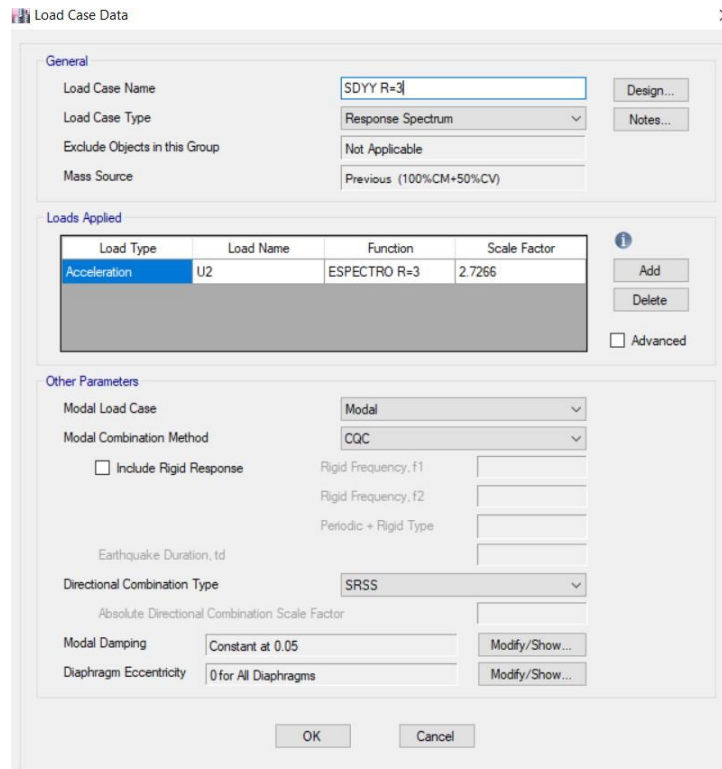 Load Case Data
General
Load Case Name SDYY R=3 Design...
Load Case Type Response Spectrum Notes...
Exclude Objects in this Group Not Applicable
Mass Source Previous (100%CM+50%CV)
Loads Applied
Load Type Load Name Function Scale Factor
Acceleration U2 ESPECTRO R=3 2.7266
Add
Delete
Advanced
Other Parameters
Modal Load Case Modal
Modal Combination Method CQC
Include Rigid Response Rigid Frequency, f1
Rigid Frequency, f2
Periodic + Rigid Type
Earthquake Duration, td
Directional Combination Type SRSS
Absolute Directional Combination Scale Factor
Modal Damping Constant at 0.05 Modify/Show...
Diaphragm Eccentricity 0 for All Diaphragms Modify/Show...
OK Cancel